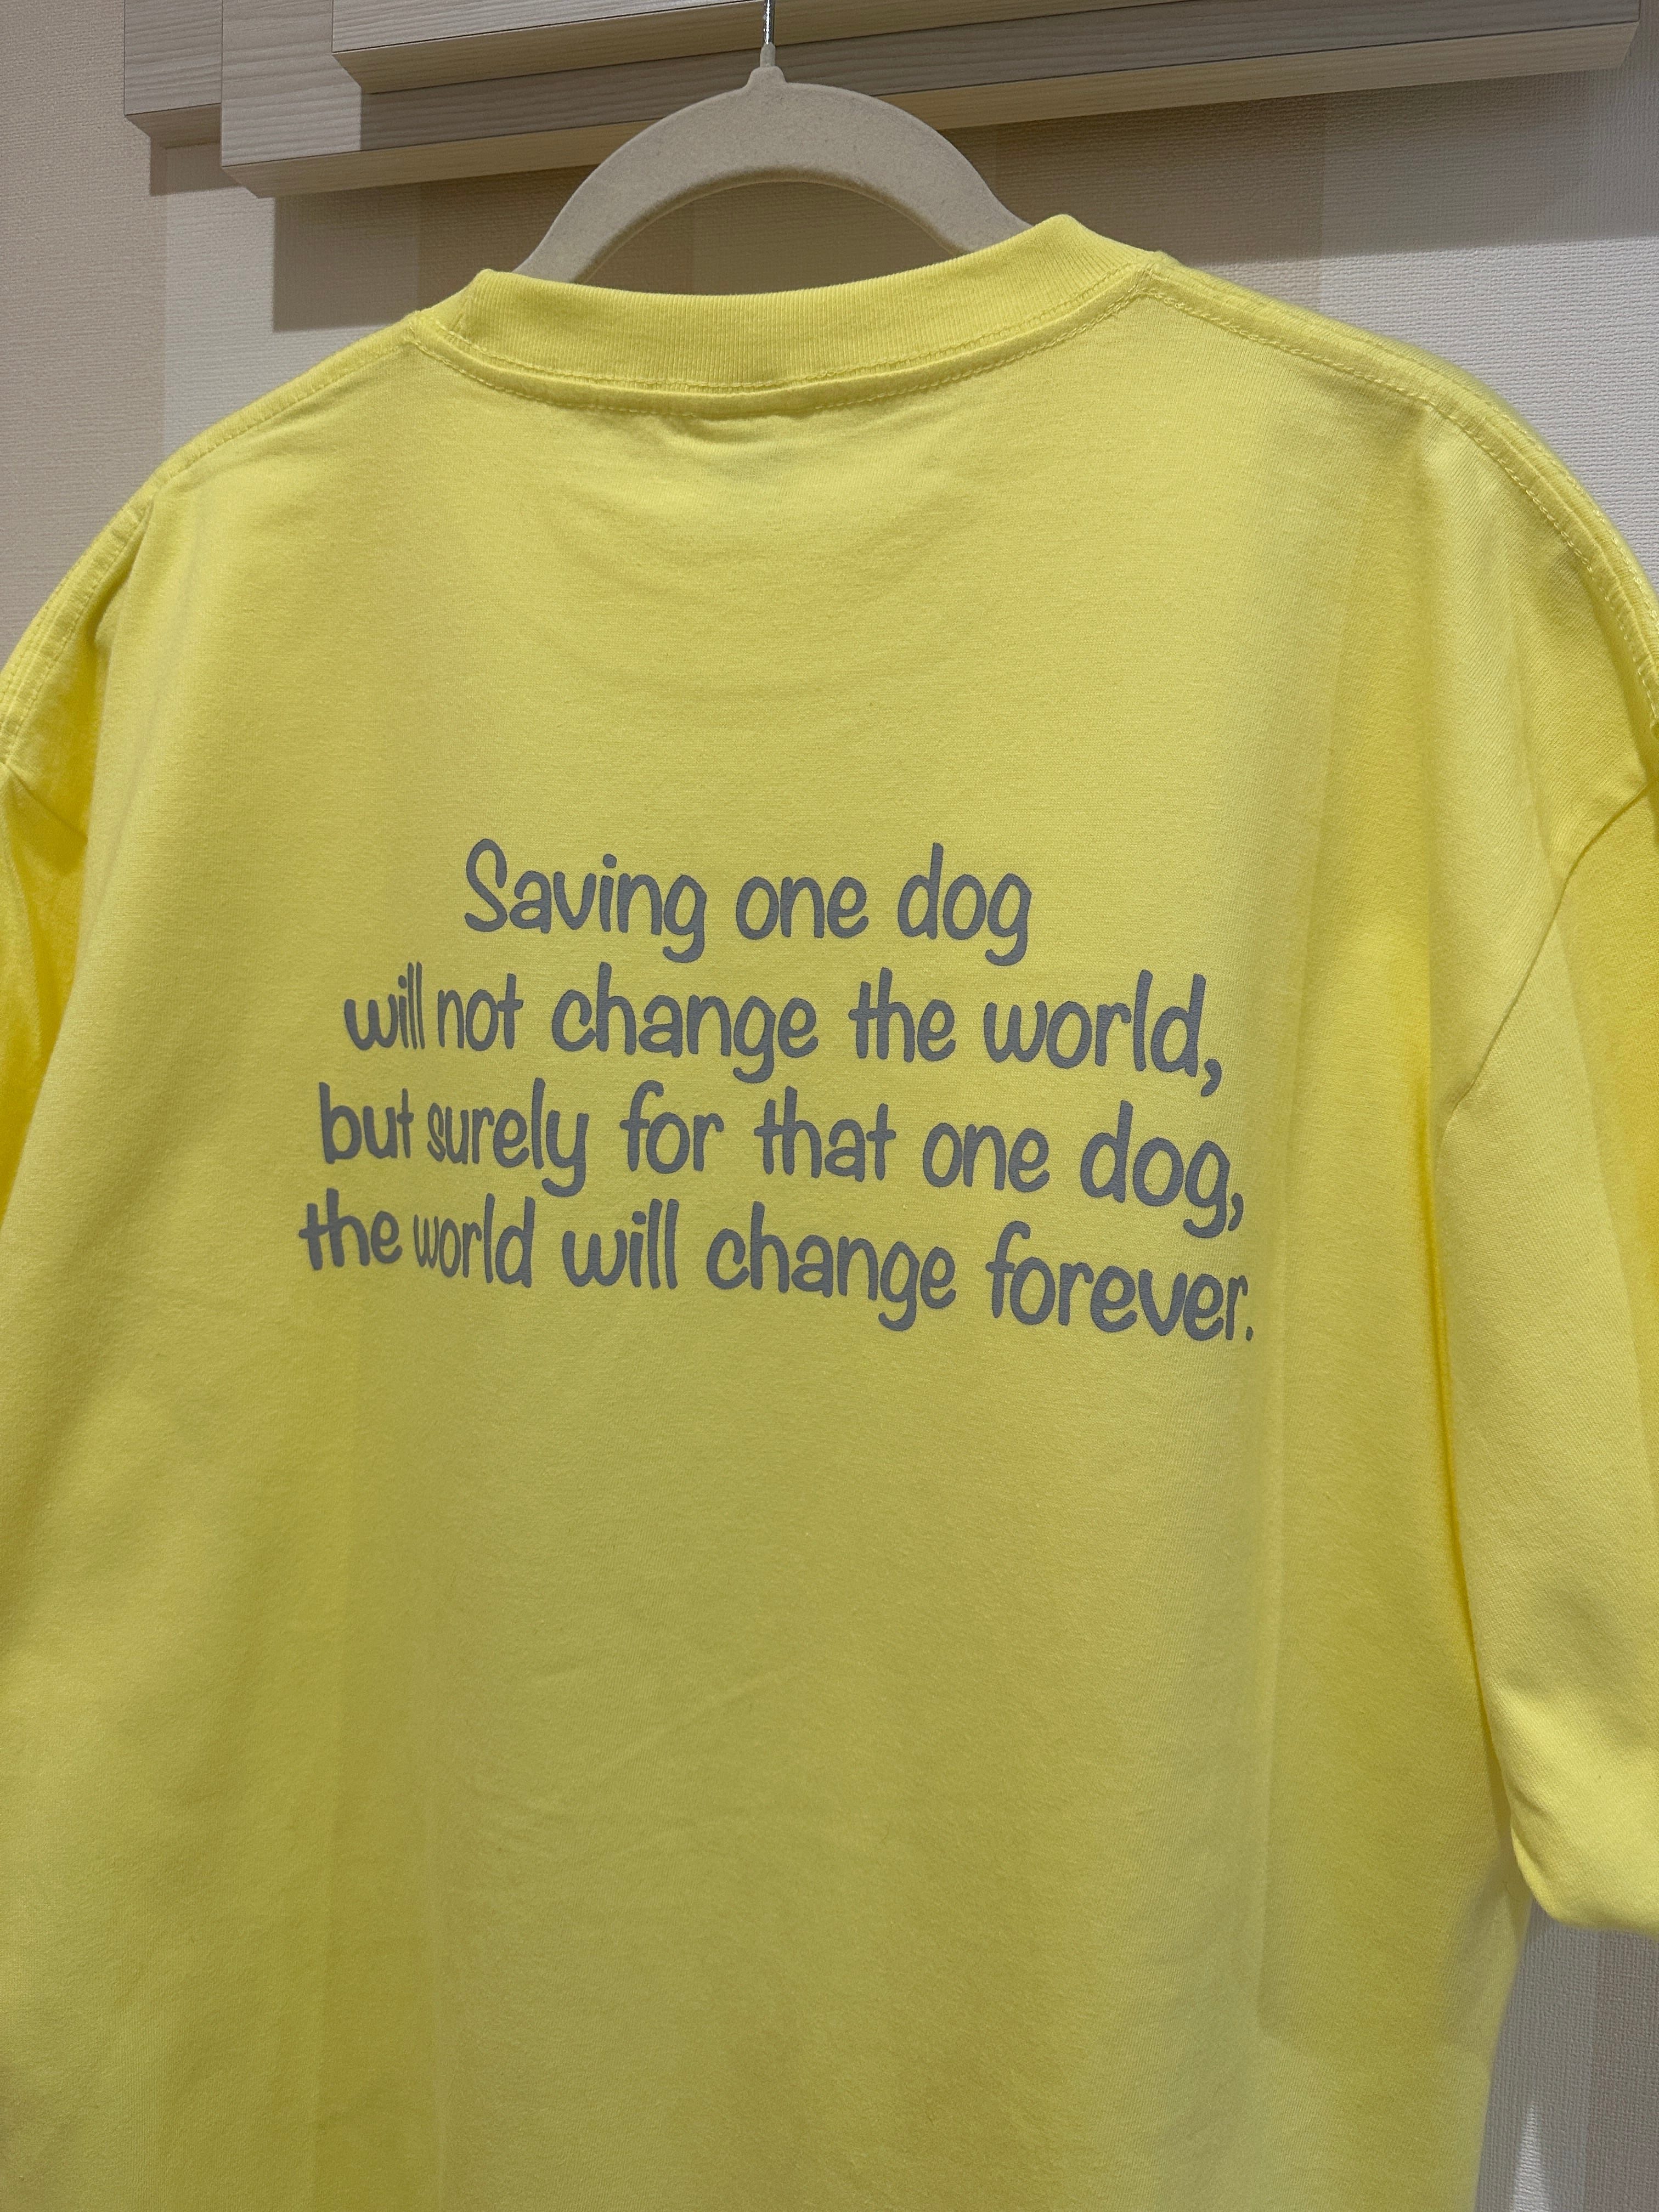 Saving one dog
will not change the world,
but surely for that one dog,
the world will change forever.